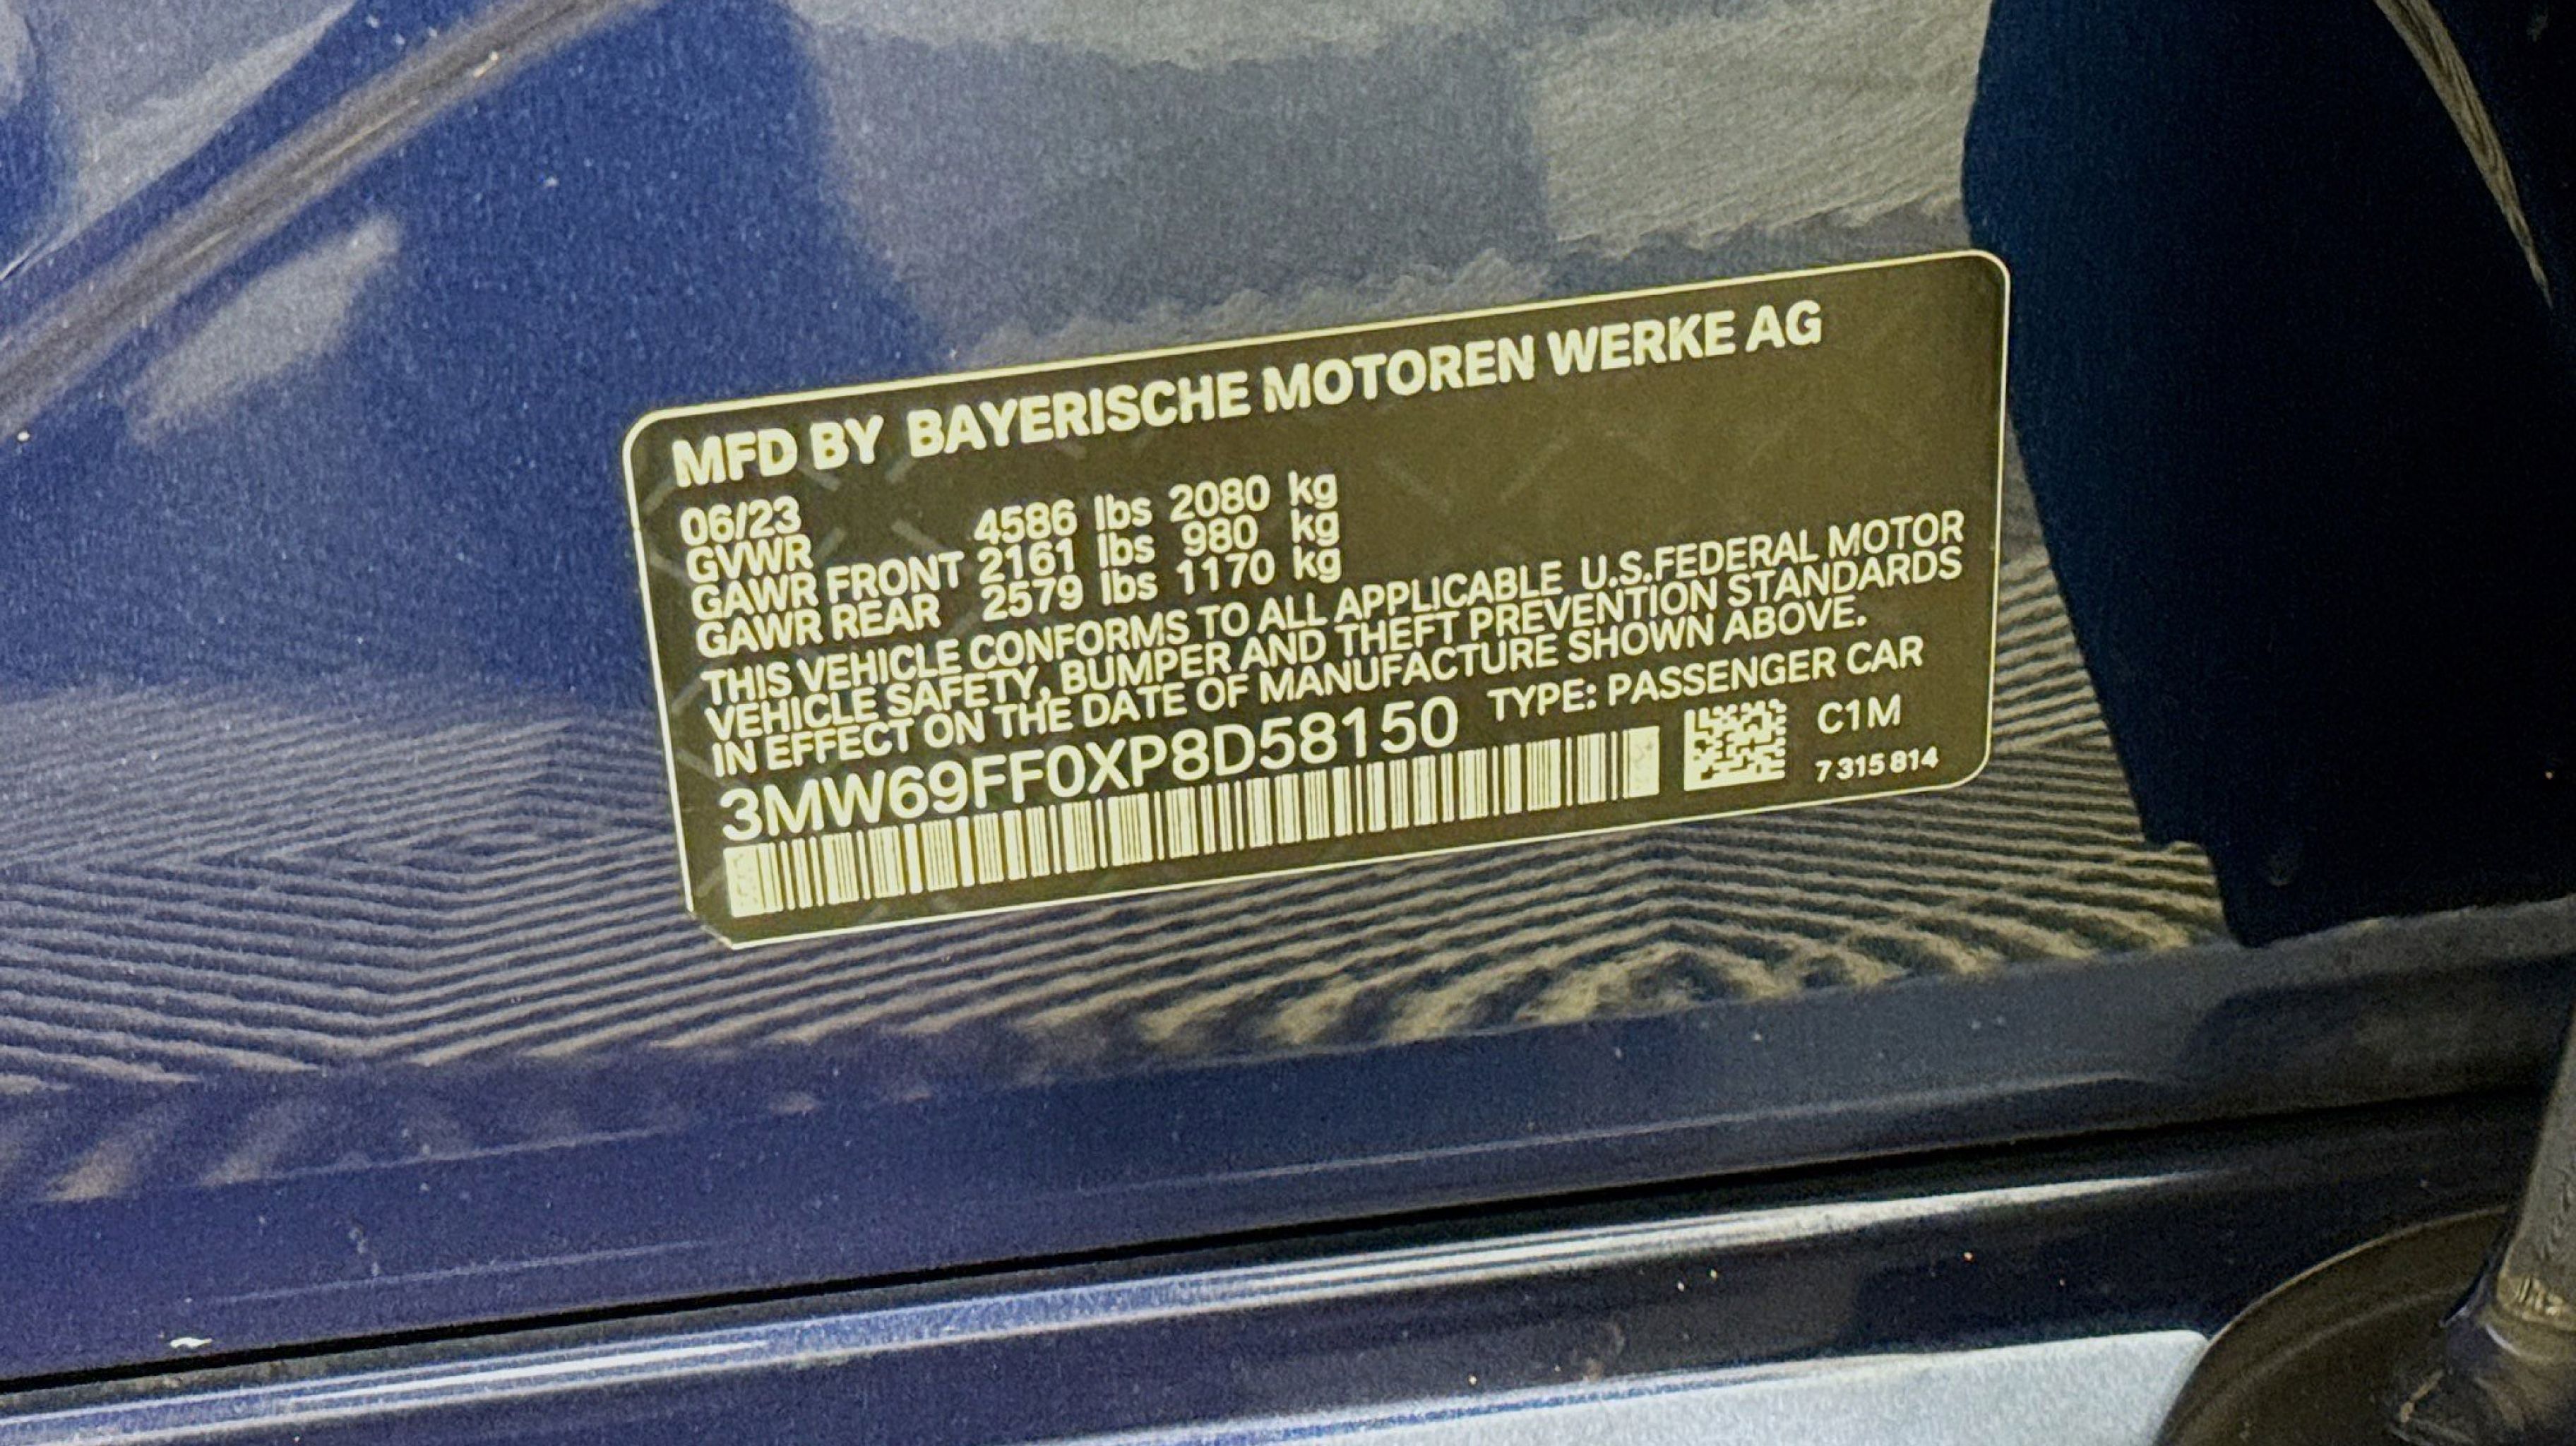 MFD BY BAYERISCHE MOTOREN WERKE AG
06/23
GVWR 4586 lbs 2080 kg
GAWR FRONT 2161 lbs 980 kg
GAWR REAR 2579 lbs 1170 kg
THIS VEHICLE CONFORMS TO ALL APPLICABLE U.S.FEDERAL MOTOR
VEHICLE SAFETY, BUMPER AND THEFT PREVENTION STANDARDS
IN EFFECT ON THE DATE OF MANUFACTURE SHOWN ABOVE.
3MW69FF0XP8D58150 TYPE: PASSENGER CAR
C1M
7 315 814